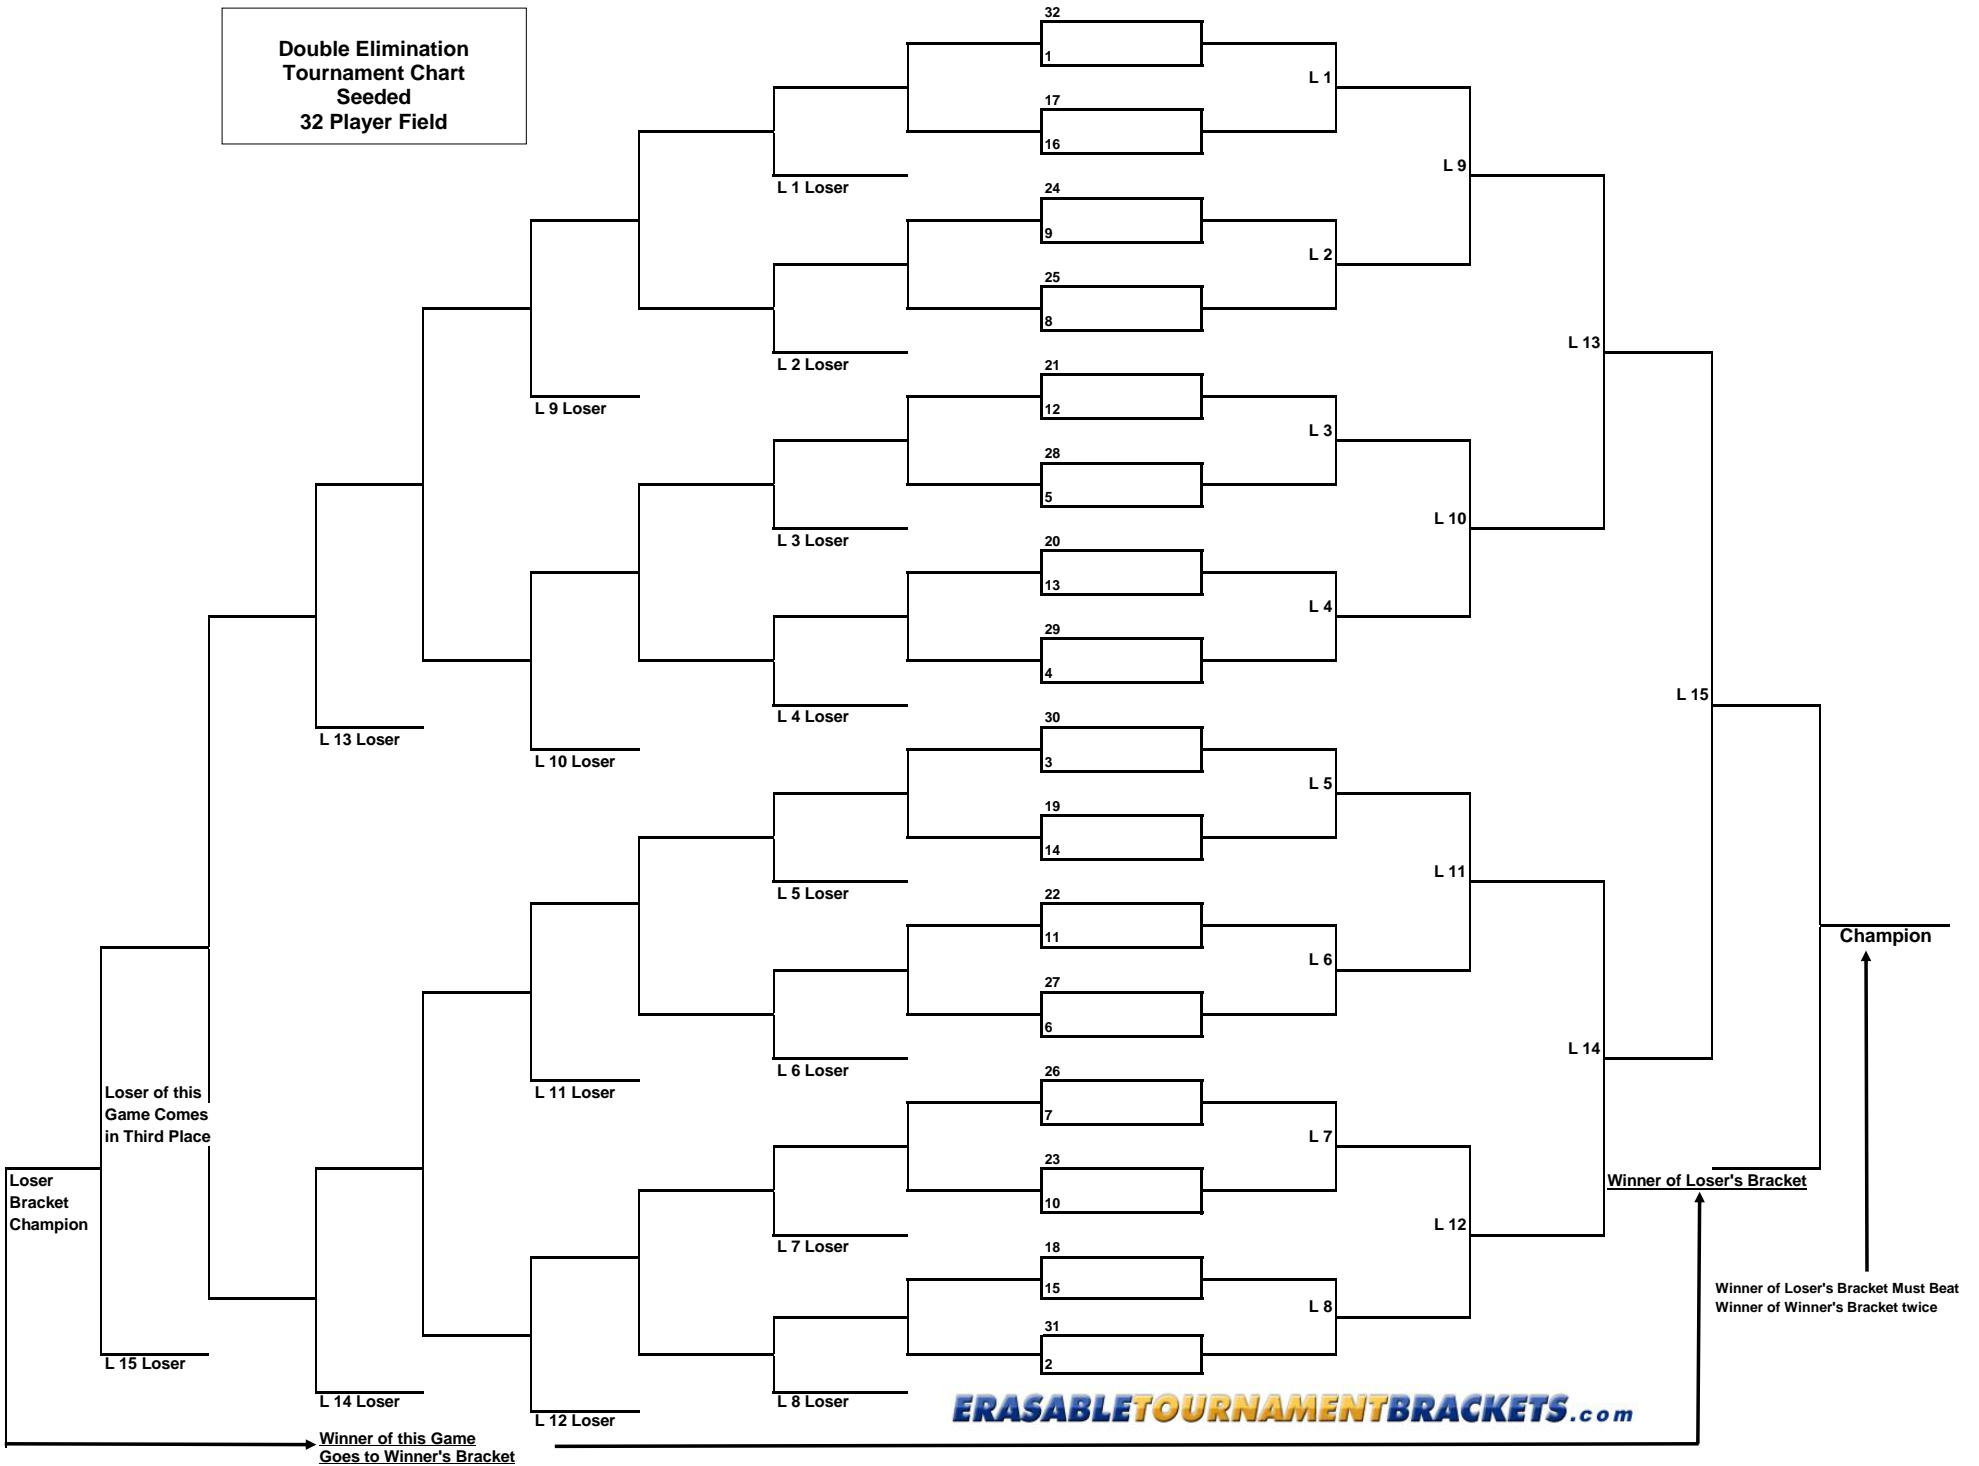 Double Elimination
Tournament Chart
Seeded
32 Player Field
32
1
L 1
17
16
L 1 Loser
L 9
24
9
L 2
25
8
L 2 Loser
L 13
21
12
L 9 Loser
L 3
28
5
L 10
L 3 Loser
20
13
L 4
29
4
L 15
L 4 Loser
30
L 13 Loser
3
L 10 Loser
L 5
19
14
L 11
L 5 Loser
22
11
Champion
L 6
27
6
L 14
L 6 Loser
26
L 11 Loser
7
Loser of this
Game Comes
in Third Place
L 7
23
Loser
Bracket
Champion
10
Winner of Loser's Bracket
L 12
L 7 Loser
18
15
Winner of Loser's Bracket Must Beat
Winner of Winner's Bracket twice
L 8
31
2
L 15 Loser
L 14 Loser
L 8 Loser
L 12 Loser
ERASABLETOURNAMENTBRACKETS.com
Winner of this Game
Goes to Winner's Bracket